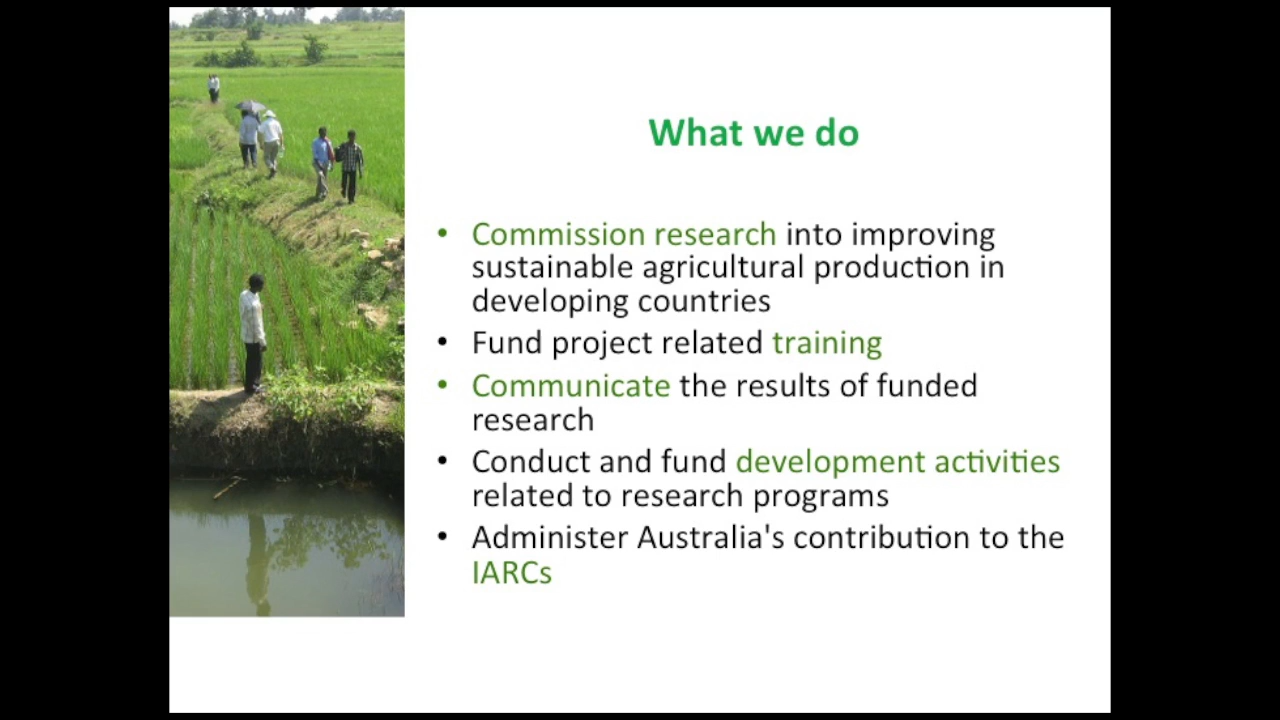 What we do
• Commission research into improving
sustainable agricultural production in
developing countries
• Fund project related training
• Communicate the results of funded
research
• Conduct and fund development activities
related to research programs
• Administer Australia's contribution to the
IARCs